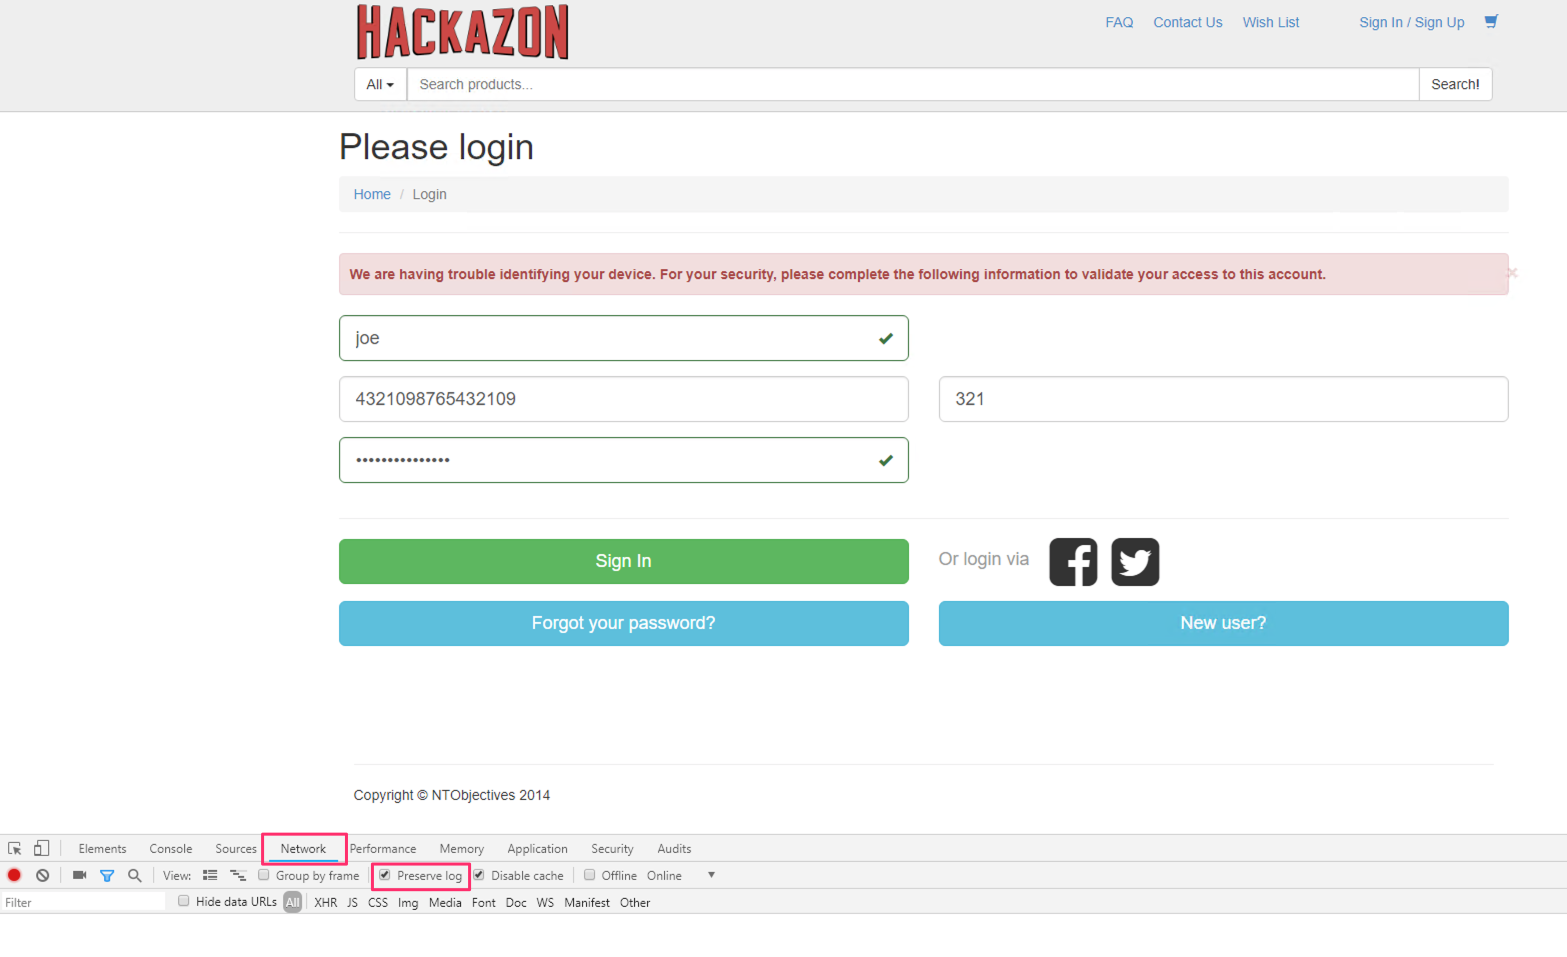 HACKAZON
FAQ Contact Us Wish List Sign In / Sign Up
All Search products... Search!
Please login
Home / Login
We are having trouble identifying your device. For your security, please complete the following information to validate your access to this account. ×
joe
4321098765432109 321
•••••••••••••••
Sign In Or login via
Forgot your password? New user?
Copyright © NTObjectives 2014
Elements Console Sources Network Performance Memory Application Security Audits
View: Group by frame Preserve log Disable cache Offline Online
Filter Hide data URLs All XHR JS CSS Img Media Font Doc WS Manifest Other